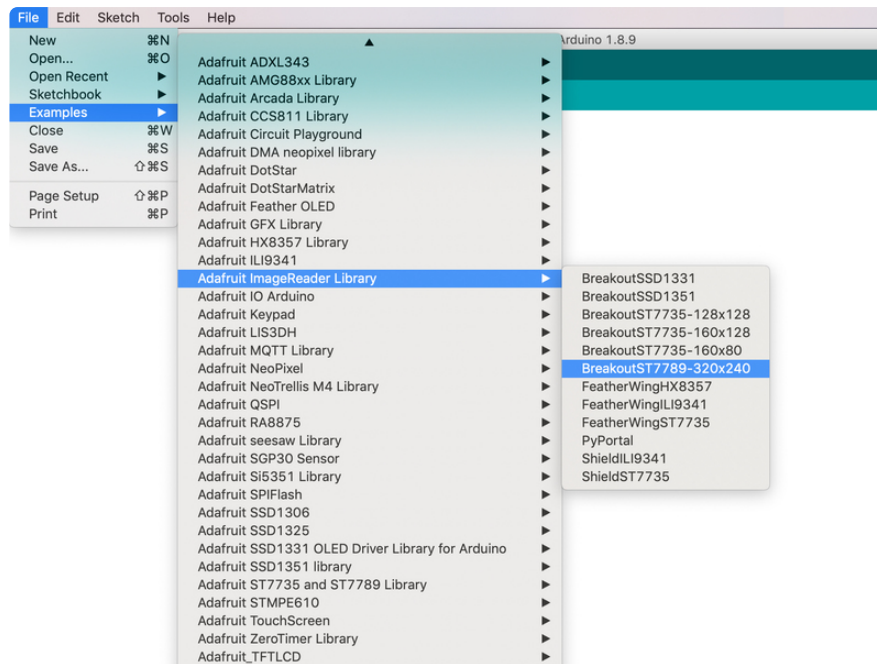 File Edit Sketch Tools Help
Arduino 1.8.9
New ⌘N
Open... ⌘O
Open Recent ▶
Sketchbook ▶
Examples ▶
Close ⌘W
Save ⌘S
Save As... ⇧⌘S
Page Setup ⇧⌘P
Print ⌘P
▲
Adafruit ADXL343 ▶
Adafruit AMG88xx Library ▶
Adafruit Arcada Library ▶
Adafruit CCS811 Library ▶
Adafruit Circuit Playground ▶
Adafruit DMA neopixel library ▶
Adafruit DotStar ▶
Adafruit DotStarMatrix ▶
Adafruit Feather OLED ▶
Adafruit GFX Library ▶
Adafruit HX8357 Library ▶
Adafruit ILI9341 ▶
Adafruit ImageReader Library ▶
Adafruit IO Arduino ▶
Adafruit Keypad ▶
Adafruit LIS3DH ▶
Adafruit MQTT Library ▶
Adafruit NeoPixel ▶
Adafruit NeoTrellis M4 Library ▶
Adafruit QSPI ▶
Adafruit RA8875 ▶
Adafruit seesaw Library ▶
Adafruit SGP30 Sensor ▶
Adafruit Si5351 Library ▶
Adafruit SPIFlash ▶
Adafruit SSD1306 ▶
Adafruit SSD1325 ▶
Adafruit SSD1331 OLED Driver Library for Arduino ▶
Adafruit SSD1351 library ▶
Adafruit ST7735 and ST7789 Library ▶
Adafruit STMPE610 ▶
Adafruit TouchScreen ▶
Adafruit ZeroTimer Library ▶
Adafruit_TFTLCD ▶
BreakoutSSD1331
BreakoutSSD1351
BreakoutST7735-128x128
BreakoutST7735-160x128
BreakoutST7735-160x80
BreakoutST7789-320x240
FeatherWingHX8357
FeatherWingILI9341
FeatherWingST7735
PyPortal
ShieldILI9341
ShieldST7735